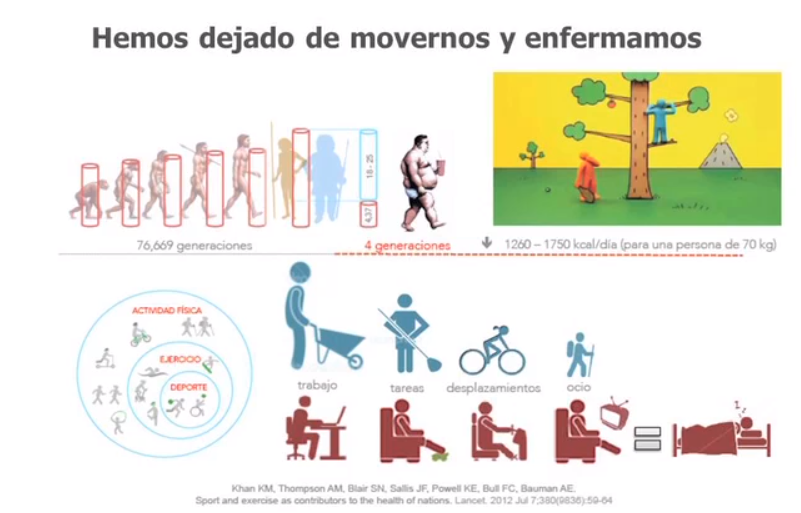 Hemos dejado de movernos y enfermamos
18 - 25
4,37
76,669 generaciones
4 generaciones
1260 – 1750 kcal/día (para una persona de 70 kg)
ACTIVIDAD FÍSICA
EJERCICIO
DEPORTE
trabajo
tareas
desplazamientos
ocio
z
z
Khan KM, Thompson AM, Blair SN, Sallis JF, Powell KE, Bull FC, Bauman AE.
Sport and exercise as contributors to the health of nations. Lancet. 2012 Jul 7;380(9836):59-64